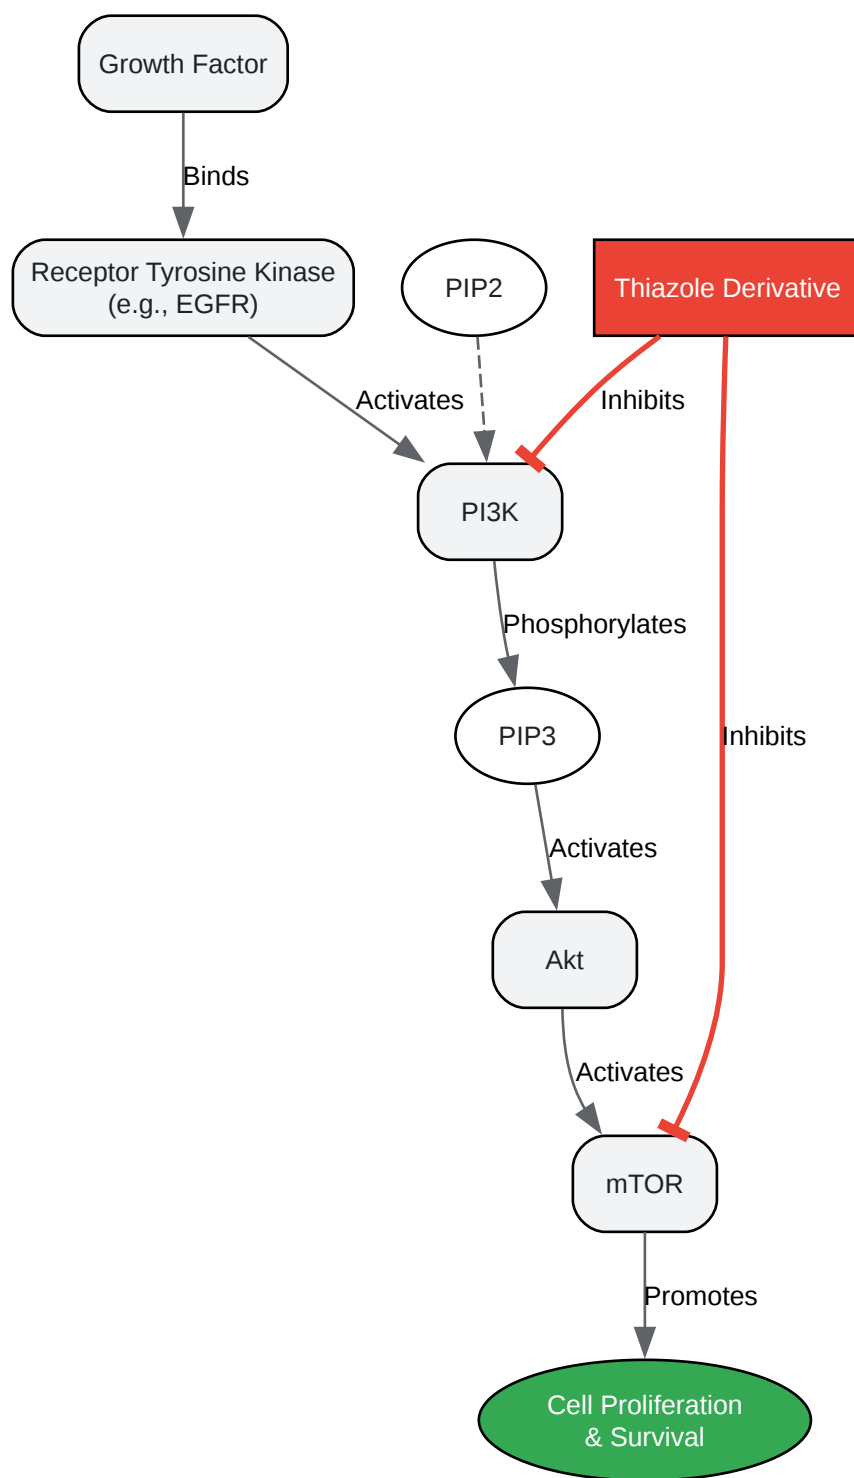 Growth Factor
Binds
Receptor Tyrosine Kinase
(e.g., EGFR)
PIP2
Thiazole Derivative
Activates
Inhibits
PI3K
Phosphorylates
PIP3
Inhibits
Activates
Akt
Activates
mTOR
Promotes
Cell Proliferation
& Survival